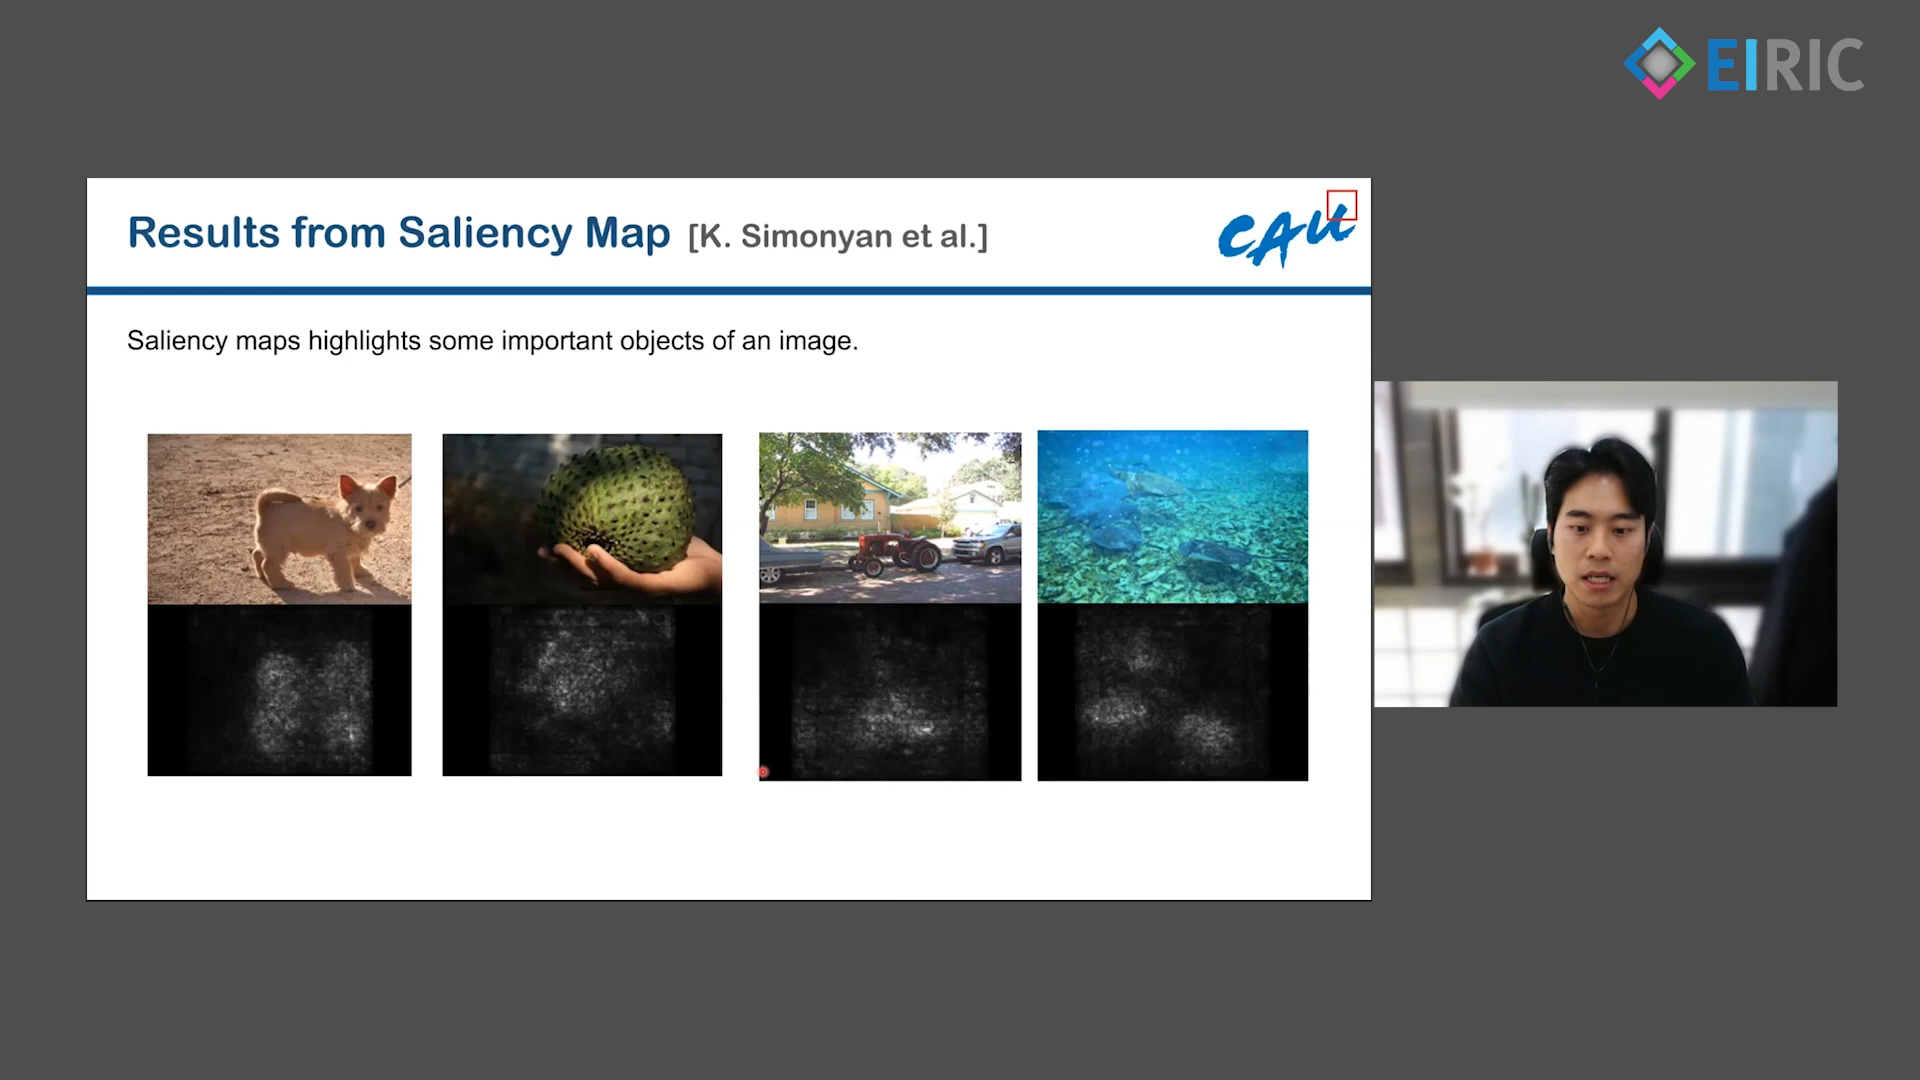 EIRIC
Results from Saliency Map [K. Simonyan et al.]
CAU
Saliency maps highlights some important objects of an image.